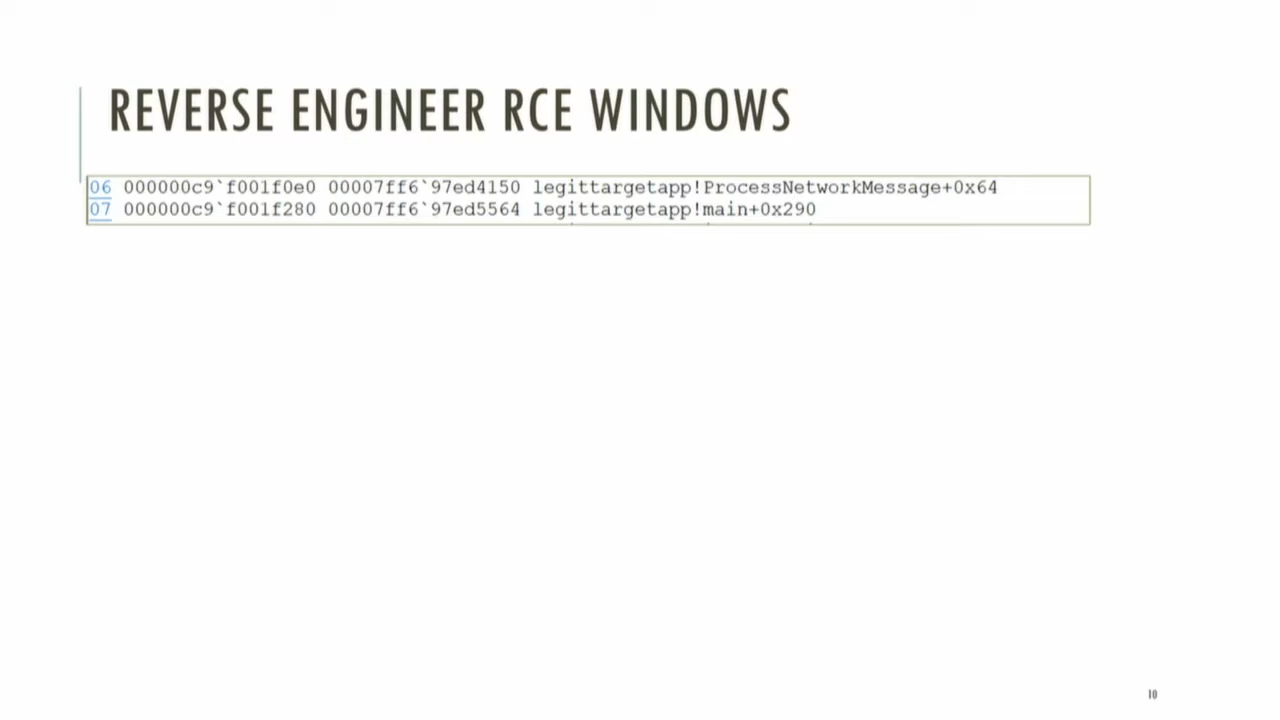 REVERSE ENGINEER RCE WINDOWS
06 000000c9`f001f0e0 00007ff6`97ed4150 legittargetapp!ProcessNetworkMessage+0x64
07 000000c9`f001f280 00007ff6`97ed5564 legittargetapp!main+0x290
10